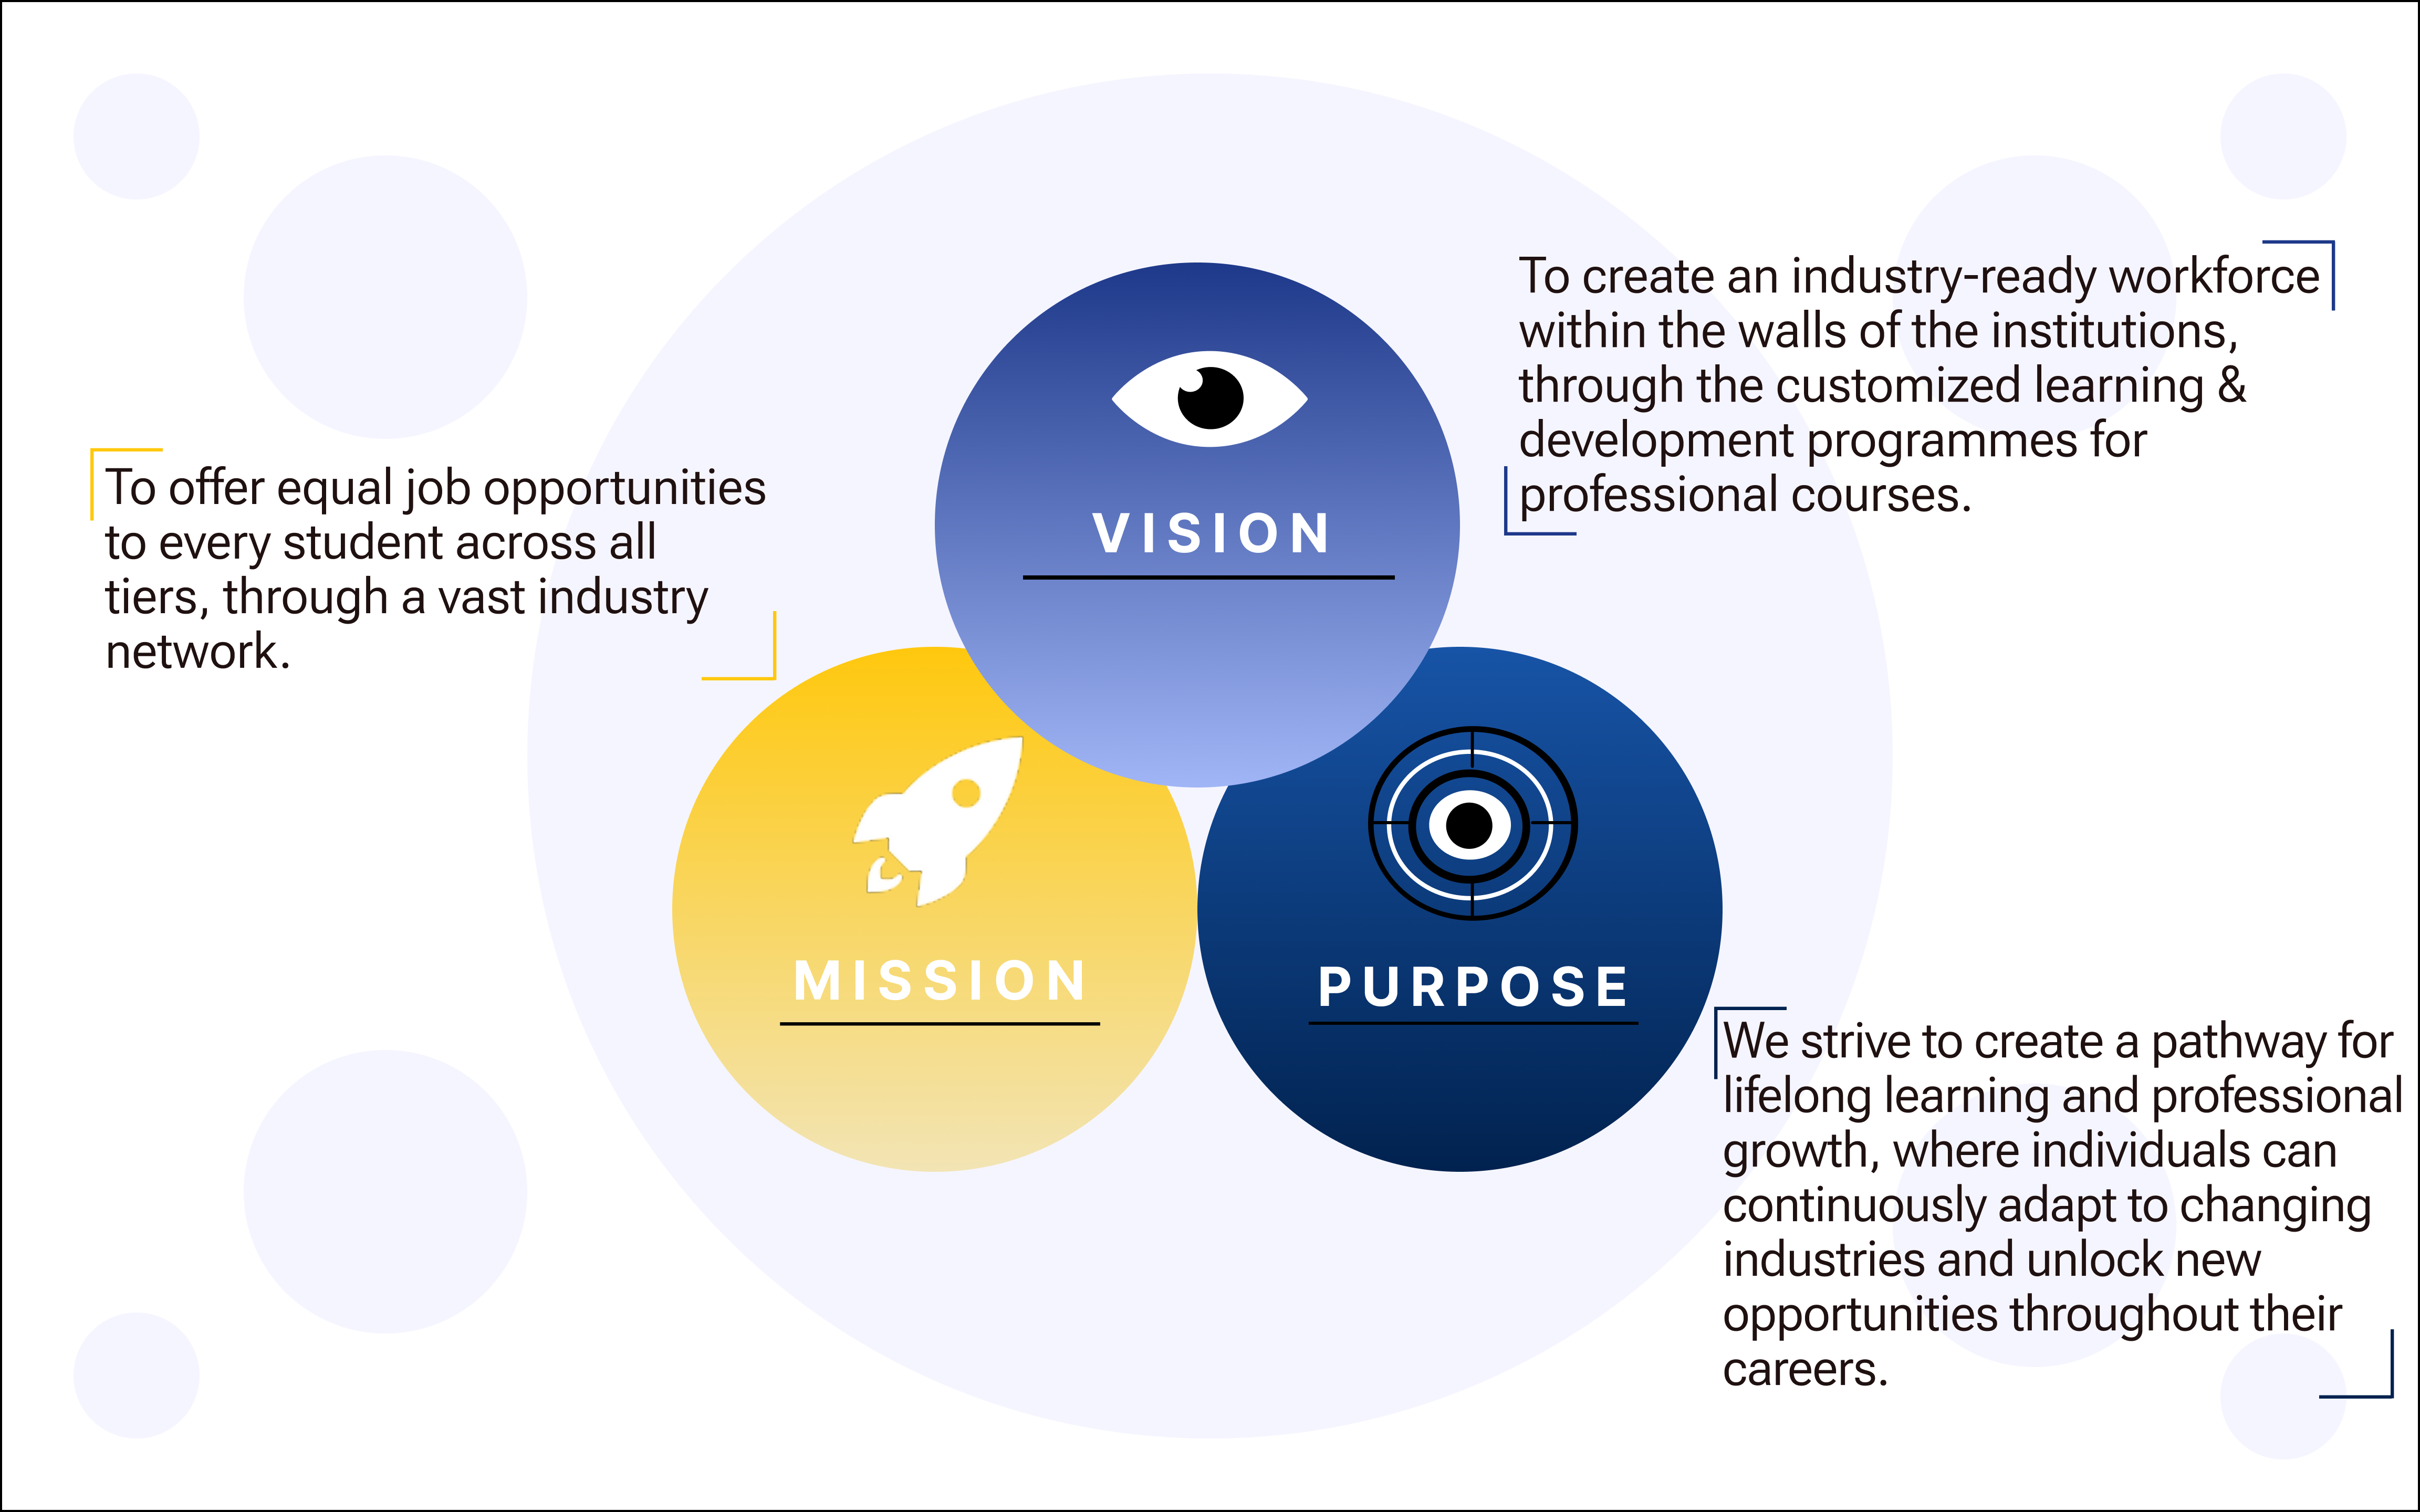 To create an industry-ready workforce
within the walls of the institutions,
through the customized learning &
development programmes for
professional courses.
To offer equal job opportunities
to every student across all
tiers, through a vast industry
network.
VISION
MISSION
PURPOSE
We strive to create a pathway for
lifelong learning and professional
growth, where individuals can
continuously adapt to changing
industries and unlock new
opportunities throughout their
careers.